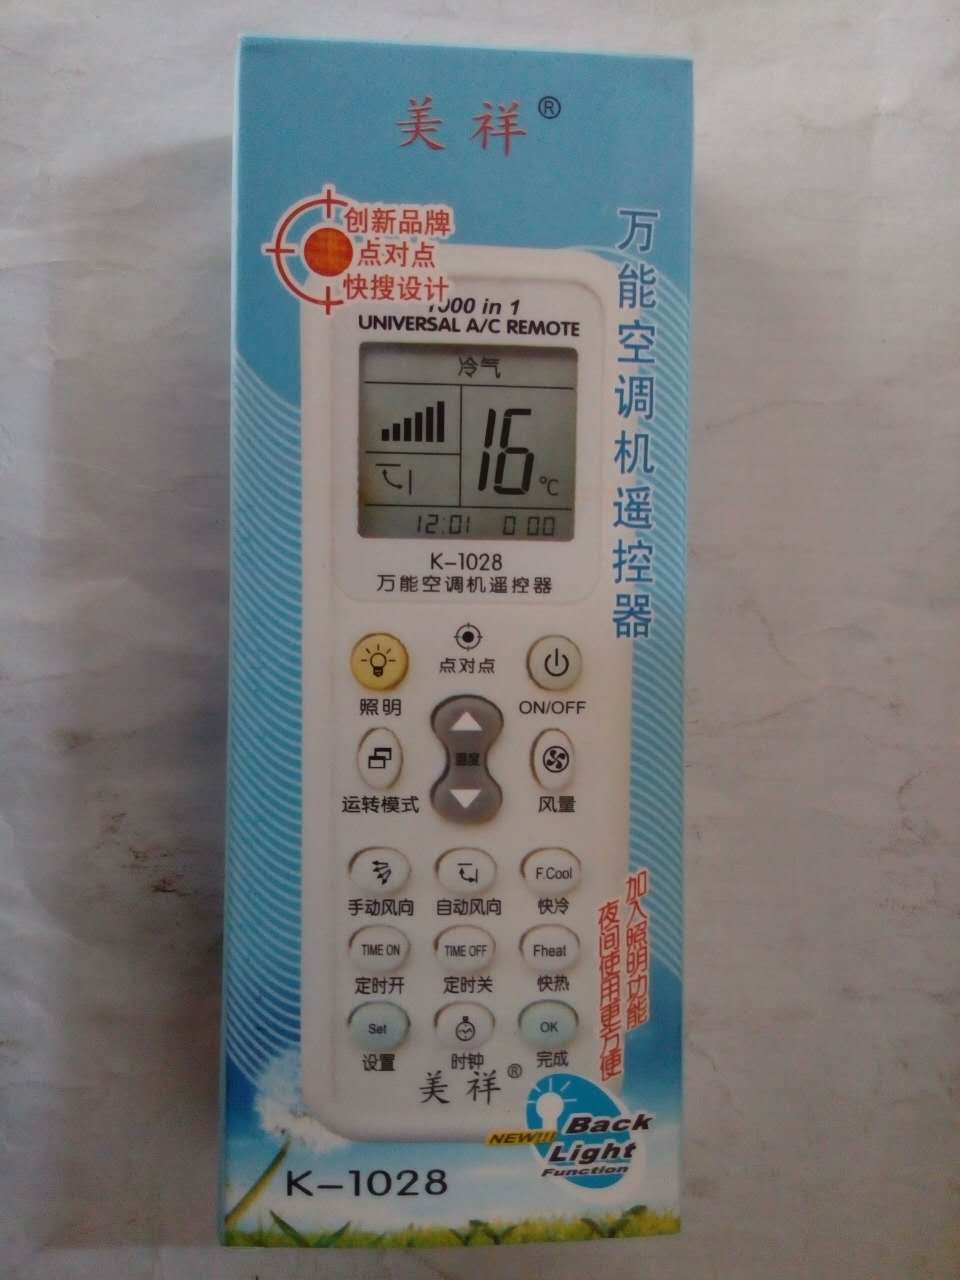 美祥®
创新品牌
点对点
快搜设计
万能空调机遥控器
1000 in 1
UNIVERSAL A/C REMOTE
冷气
16℃
12:01 0 00
K-1028
万能空调机遥控器
点对点
照明
ON/OFF
温度
运转模式
风量
F.Cool
手动风向 自动风向 快冷
TIME ON TIME OFF Fheat
定时开 定时关 快热
Set OK
设置 时钟 完成
加入照明功能
夜间使用更方便
美祥®
NEW!!! Back
Light
Function
K-1028